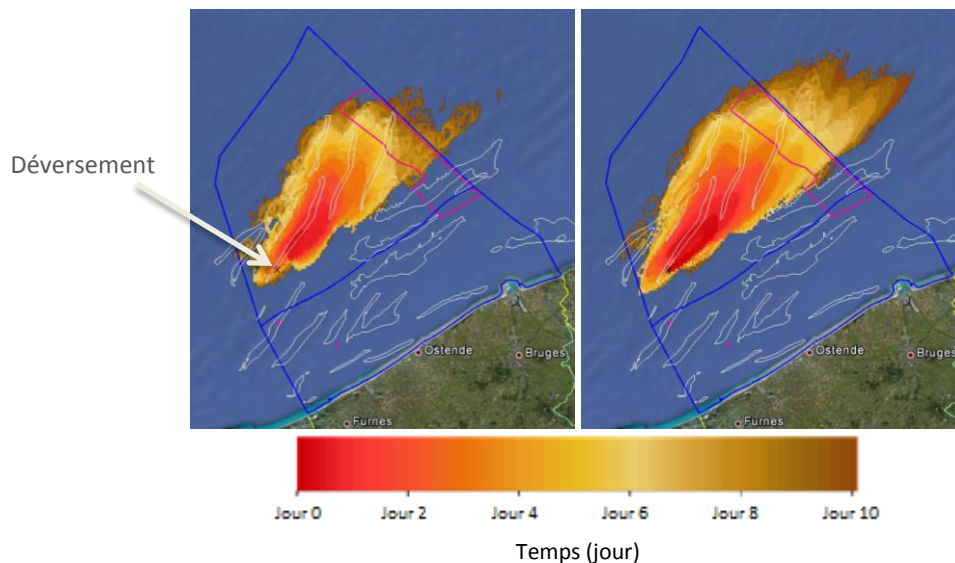 Déversement
Ostende
Bruges
Furnes
Ostende
Bruges
Furnes
Jour 0
Jour 2
Jour 4
Jour 6
Jour 8
Jour 10
Temps (jour)